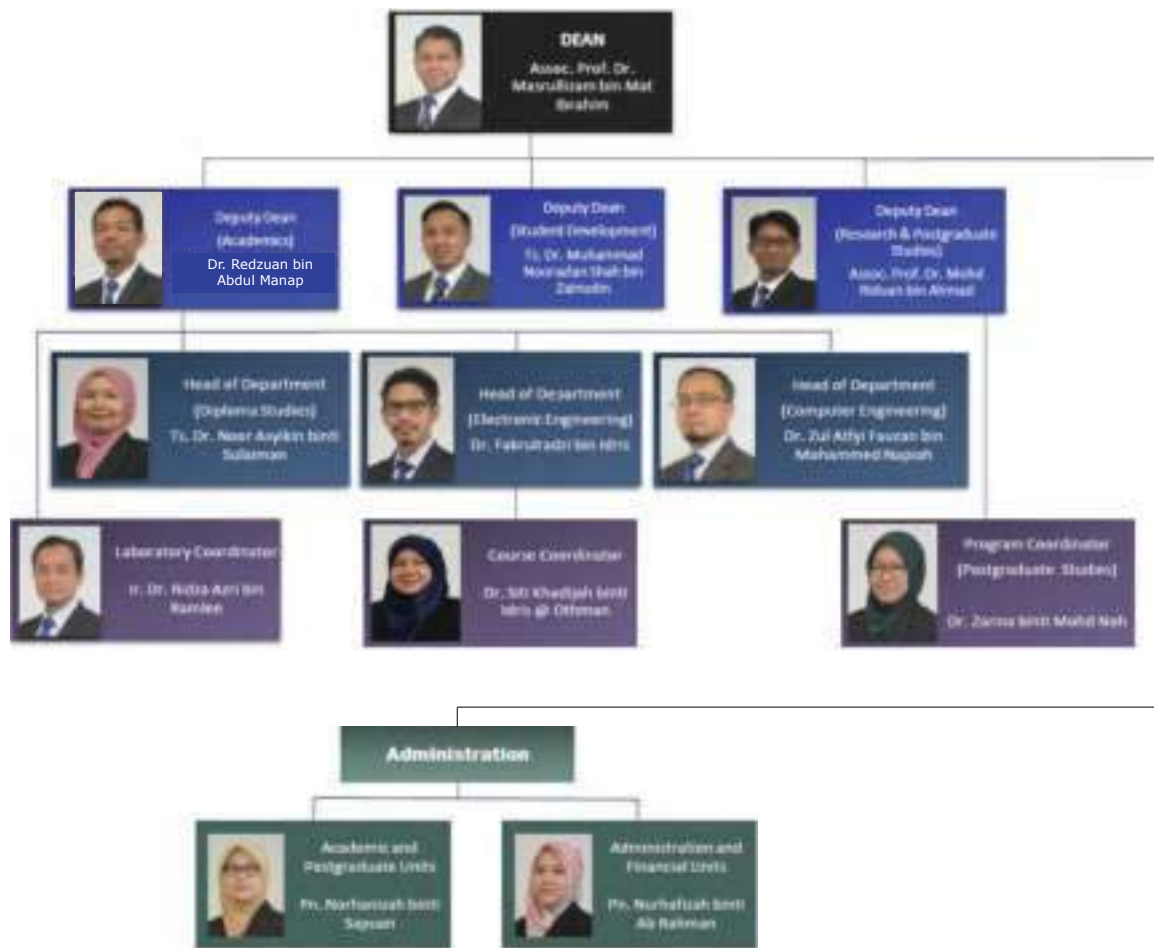 DEAN
Assoc. Prof. Dr.
Masrullizam bin Mat
Ibrahim
Deputy Dean
(Academics)
Dr. Redzuan bin
Abdul Manap
Deputy Dean
(Student Development)
Ts. Dr. Muhammad
Noorazlan Shah bin
Zainudin
Deputy Dean
(Research & Postgraduate
Studies)
Assoc. Prof. Dr. Mohd
Riduan bin Ahmad
Head of Department
(Diploma Studies)
Ts. Dr. Noor Asyikin binti
Sulaiman
Head of Department
(Electronic Engineering)
Dr. Fakrulradzi bin Idris
Head of Department
(Computer Engineering)
Dr. Zul Atfyi Fauzan bin
Mohammed Napiah
Laboratory Coordinator
Ir. Dr. Ridza Azri bin
Ramlee
Course Coordinator
Dr. Siti Khadijah binti
Idris @ Othman
Program Coordinator
(Postgraduate Studies)
Dr. Zarina binti Mohd Noh
Administration
Academic and
Postgraduate Units
Pn. binti
Administration and
Financial Units
Pn. Nurhafizah binti
Ab Rahman